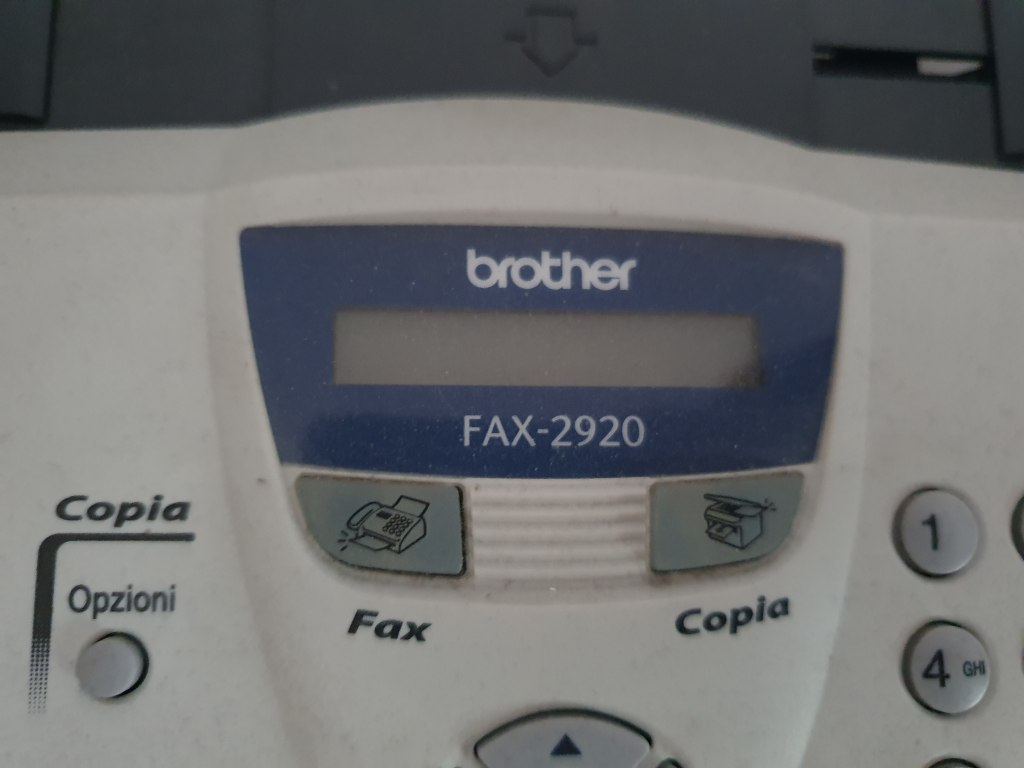 brother
FAX-2920
Copia
Opzioni
Fax
Copia
1
4 GHI